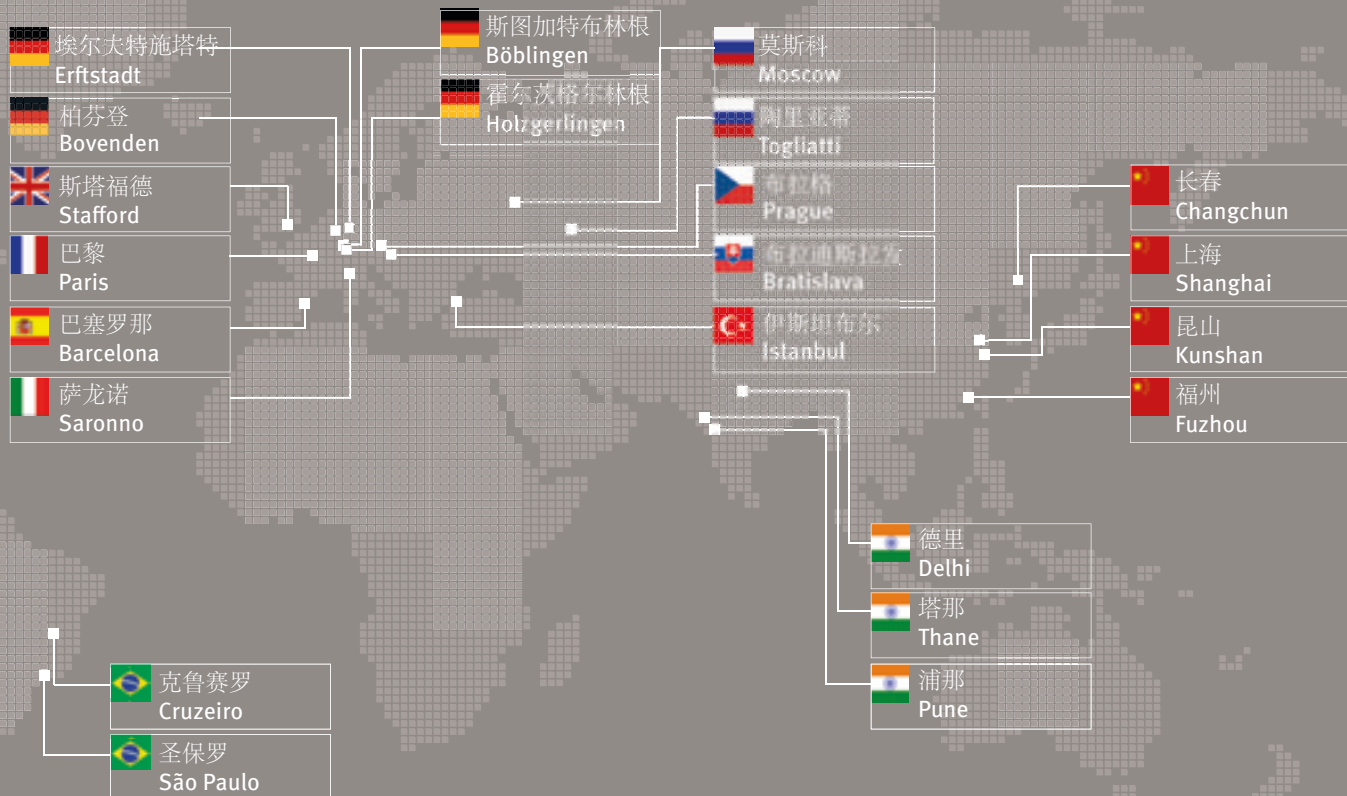 埃尔夫特施塔特
Erftstadt
柏芬登
Bovenden
斯塔福德
Stafford
巴黎
Paris
巴塞罗那
Barcelona
萨龙诺
Saronno
斯图加特布林根
Böblingen
霍尔茨格尔林根
Holzgerlingen
莫斯科
Moscow
陶里亚蒂
Togliatti
布拉格
Prague
布拉迪斯拉发
Bratislava
伊斯坦布尔
Istanbul
长春
Changchun
上海
Shanghai
昆山
Kunshan
福州
Fuzhou
德里
Delhi
塔那
Thane
浦那
Pune
克鲁赛罗
Cruzeiro
圣保罗
São Paulo